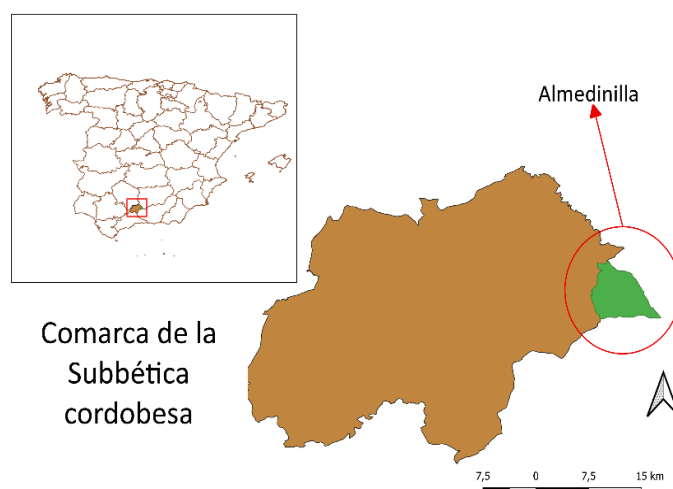 Almedinilla
Comarca de la
Subbética
cordobesa
7,5 0 7,5 15 km